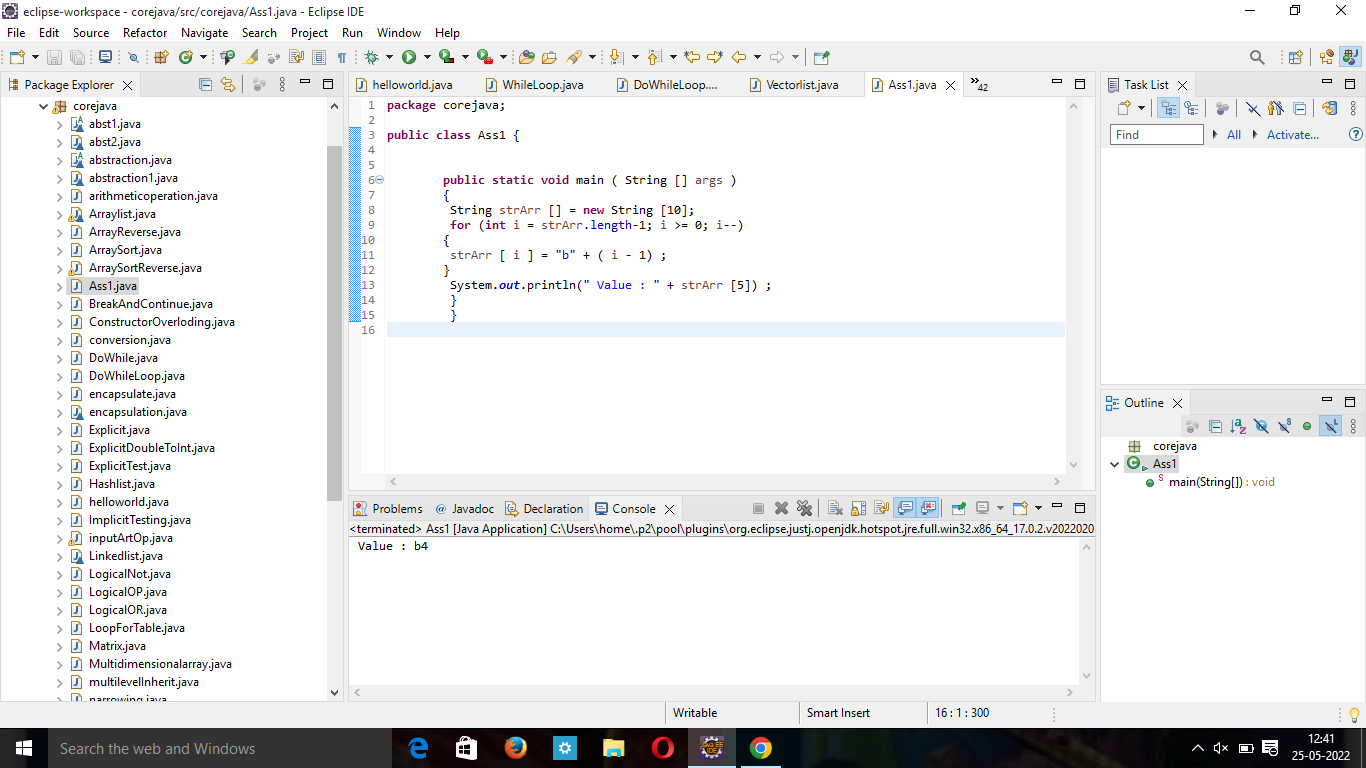 eclipse-workspace - corejava/src/corejava/Ass1.java - Eclipse IDE
File Edit Source Refactor Navigate Search Project Run Window Help
Package Explorer
corejava
abst1.java
abst2.java
abstraction.java
abstraction1.java
arithmeticoperation.java
Arraylist.java
ArrayReverse.java
ArraySort.java
ArraySortReverse.java
Ass1.java
BreakAndContinue.java
ConstructorOverloding.java
conversion.java
DoWhile.java
DoWhileLoop.java
encapsulate.java
encapsulation.java
Explicit.java
ExplicitDoubleToInt.java
ExplicitTest.java
Hashlist.java
helloworld.java
ImplicitTesting.java
inputArtOp.java
Linkedlist.java
LogicalNot.java
LogicalOP.java
LogicalOR.java
LoopForTable.java
Matrix.java
Multidimensionalarray.java
multilevelInherit.java
narrowing.java
helloworld.java WhileLoop.java DoWhileLoop.... Vectorlist.java Ass1.java »42
1 package corejava;
2
3 public class Ass1 {
4
5
6 public static void main ( String [] args )
7 {
8 String strArr [] = new String [10];
9 for (int i = strArr.length-1; i >= 0; i--)
10 {
11 strArr [ i ] = "b" + ( i - 1) ;
12 }
13 System.out.println(" Value : " + strArr [5]) ;
14 }
15 }
16
Problems @ Javadoc Declaration Console
<terminated> Ass1 [Java Application] C:\Users\home\.p2\pool\plugins\org.eclipse.justj.openjdk.hotspot.jre.full.win32.x86_64_17.0.2.v2022020
Value : b4
Task List
Find All Activate...
Outline
corejava
Ass1
main(String[]) : void
Writable Smart Insert 16 : 1 : 300
Search the web and Windows
12:41
25-05-2022